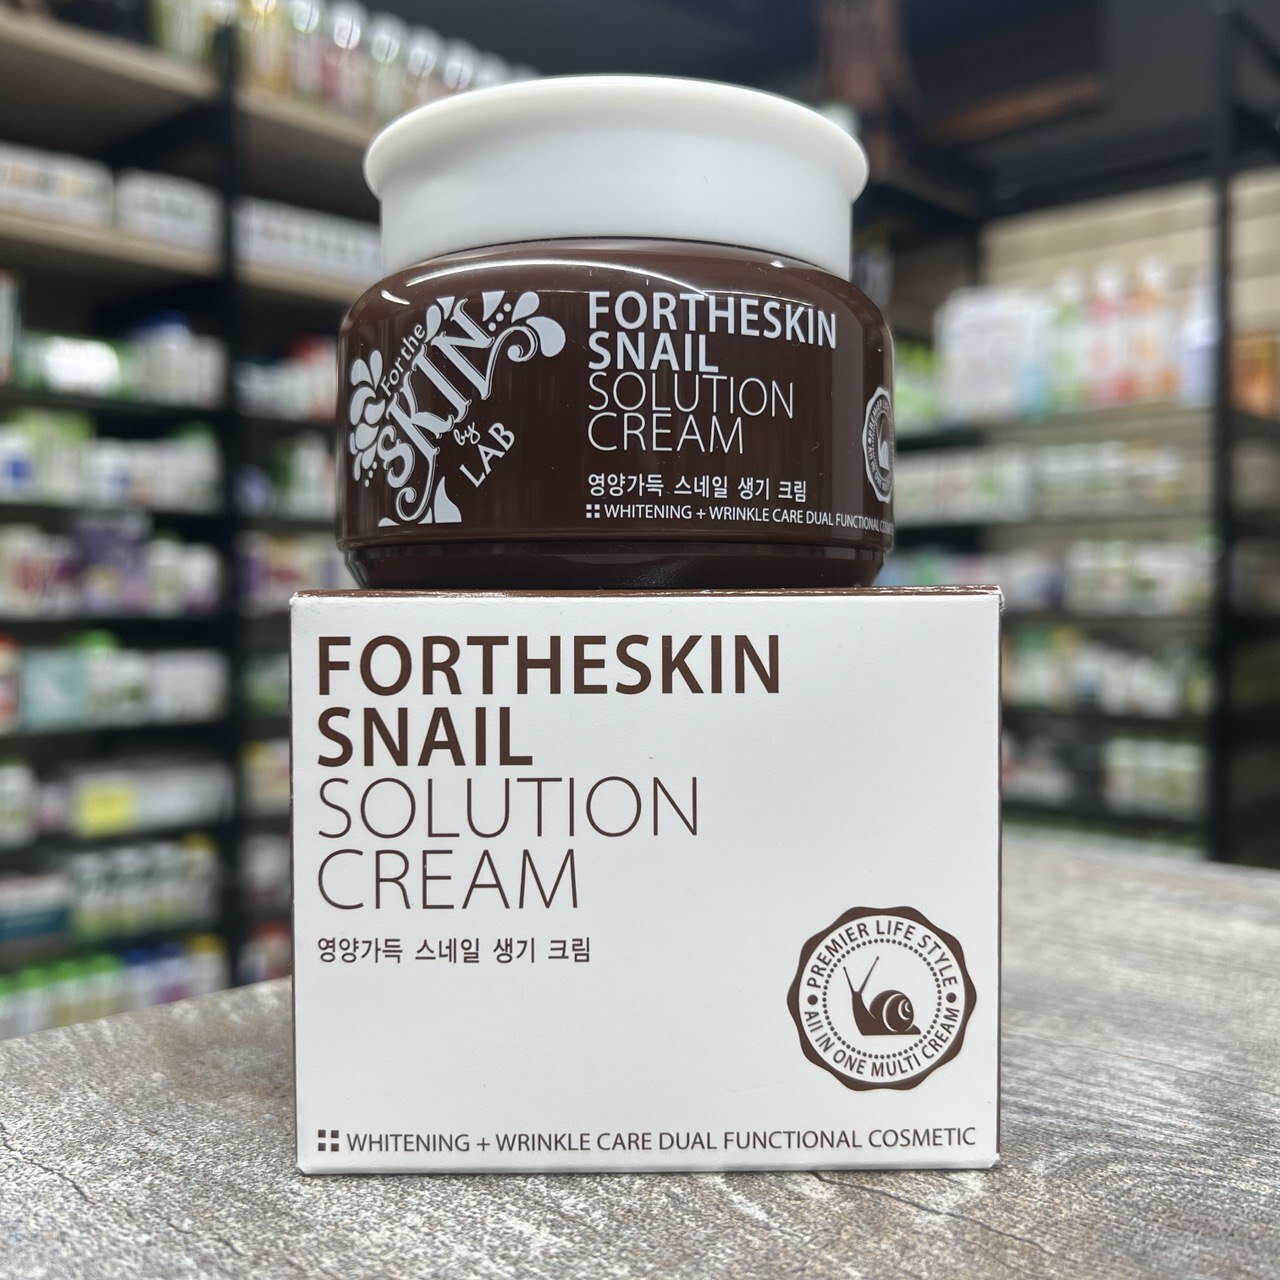 For the
SKIN
by
LAB
FORTHESKIN
SNAIL
SOLUTION
CREAM
영양가득 스네일 생기 크림
WHITENING + WRINKLE CARE DUAL FUNCTIONAL
FORTHESKIN
SNAIL
SOLUTION
CREAM
영양가득 스네일 생기 크림
PREMIER LIFE STYLE
All IN ONE MULTI CREAM
WHITENING + WRINKLE CARE DUAL FUNCTIONAL COSMETIC